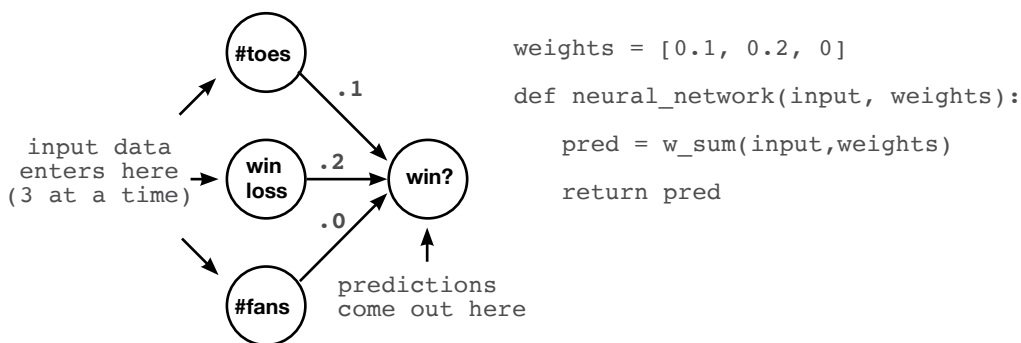 #toes
.1
input data
enters here
(3 at a time)
win
loss
.2
win?
.0
#fans
predictions
come out here
weights = [0.1, 0.2, 0]
def neural_network(input, weights):
pred = w_sum(input,weights)
return pred